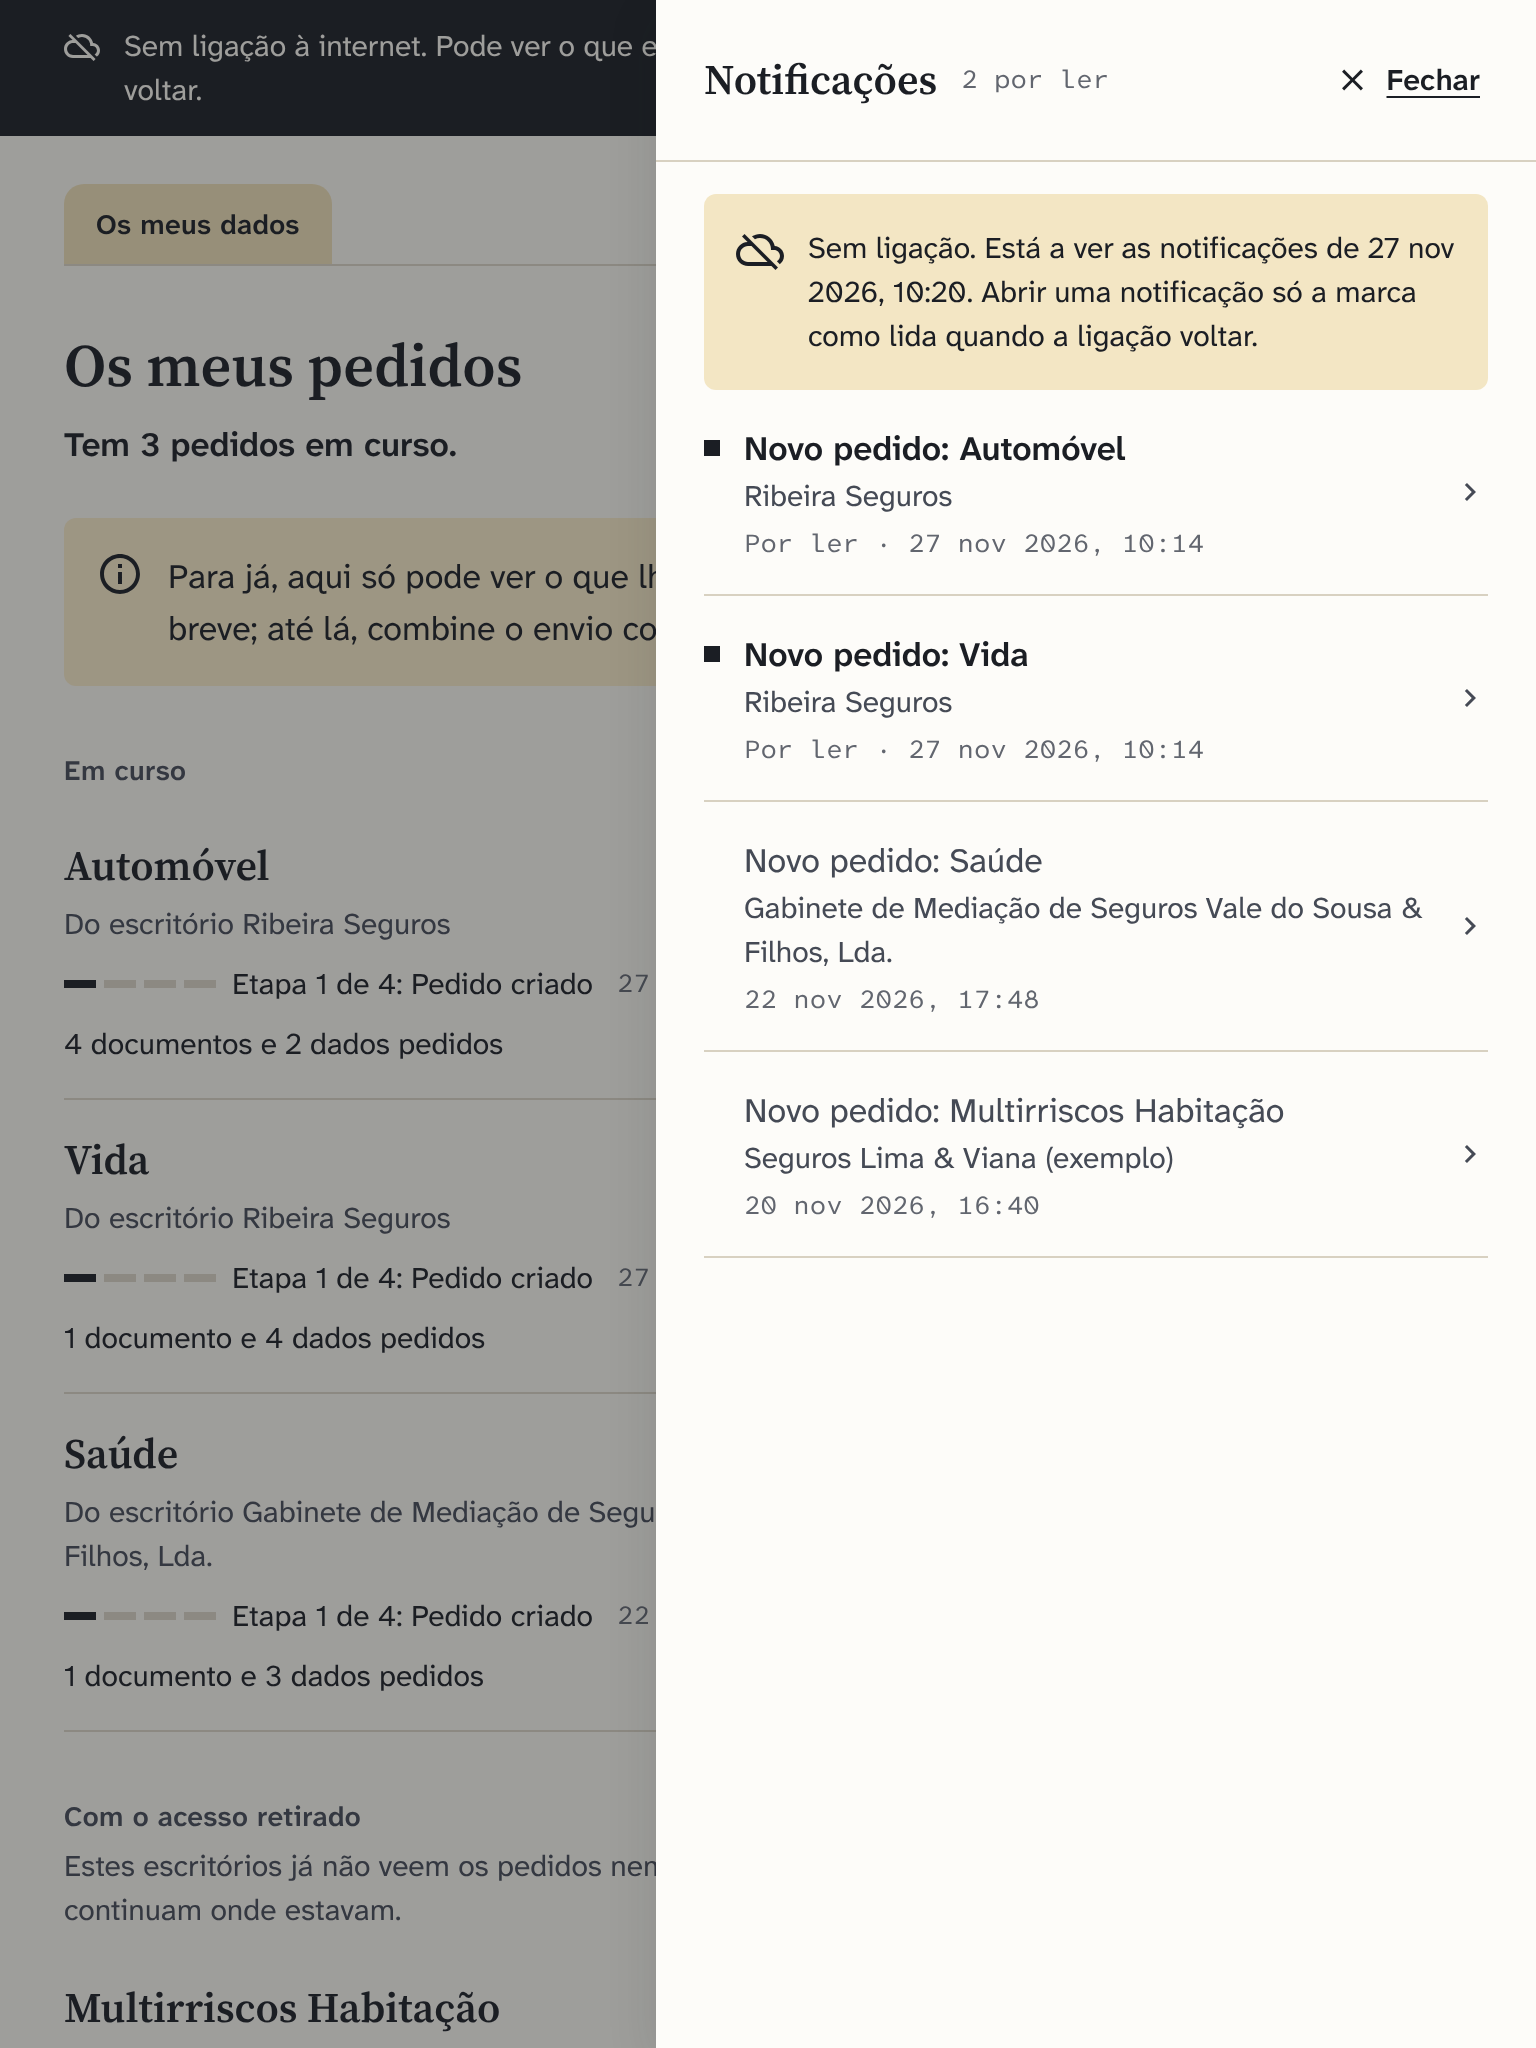 Sem ligação à internet. Pode ver o que
voltar.
Os meus dados
Os meus pedidos
Tem 3 pedidos em curso.
Para já, aqui só pode ver o que
breve; até lá, combine o envio
Em curso
Automóvel
Do escritório Ribeira Seguros
Etapa 1 de 4: Pedido criado 27
4 documentos e 2 dados pedidos
Vida
Do escritório Ribeira Seguros
Etapa 1 de 4: Pedido criado 27
1 documento e 4 dados pedidos
Saúde
Do escritório Gabinete de Mediação de
Filhos, Lda.
Etapa 1 de 4: Pedido criado 22
1 documento e 3 dados pedidos
Com o acesso retirado
Estes escritórios já não veem os pedidos
continuam onde estavam.
Multirriscos Habitação
Notificações 2 por ler
Fechar
Sem ligação. Está a ver as notificações de 27 nov
2026, 10:20. Abrir uma notificação só a marca
como lida quando a ligação voltar.
Novo pedido: Automóvel
Ribeira Seguros
Por ler · 27 nov 2026, 10:14
Novo pedido: Vida
Ribeira Seguros
Por ler · 27 nov 2026, 10:14
Novo pedido: Saúde
Gabinete de Mediação de Seguros Vale do Sousa &
Filhos, Lda.
22 nov 2026, 17:48
Novo pedido: Multirriscos Habitação
Seguros Lima & Viana (exemplo)
20 nov 2026, 16:40